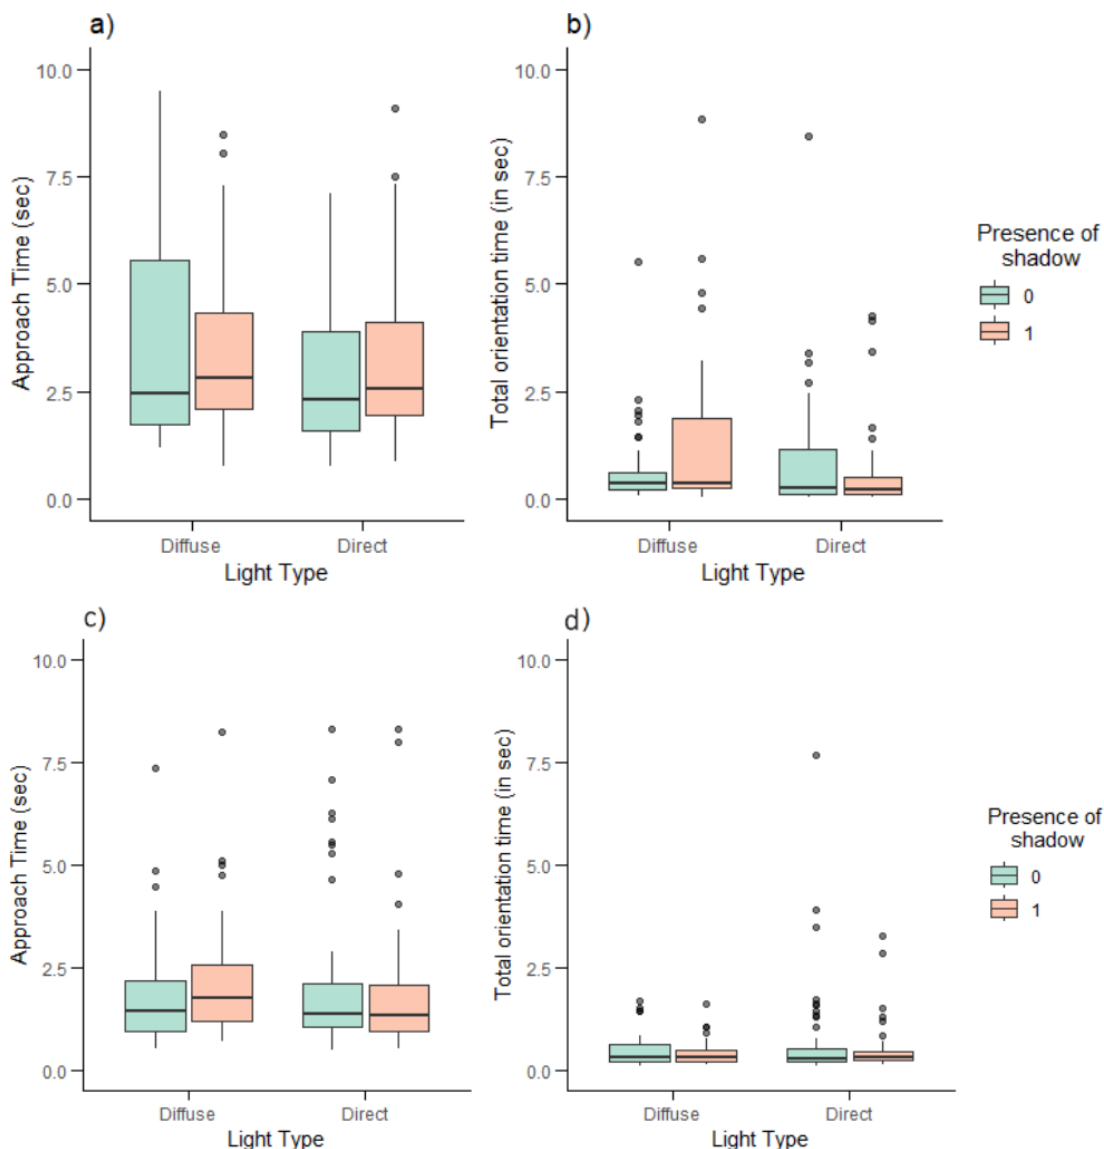 a)
10.0
7.5
5.0
2.5
0.0
Approach Time (sec)
Diffuse
Direct
Light Type
b)
10.0
7.5
5.0
2.5
0.0
Total orientation time (in sec)
Diffuse
Direct
Light Type
Presence of
shadow
0
1
c)
10.0
7.5
5.0
2.5
0.0
Approach Time (sec)
Diffuse
Direct
Light Type
d)
10.0
7.5
5.0
2.5
0.0
Total orientation time (in sec)
Diffuse
Direct
Light Type
Presence of
shadow
0
1